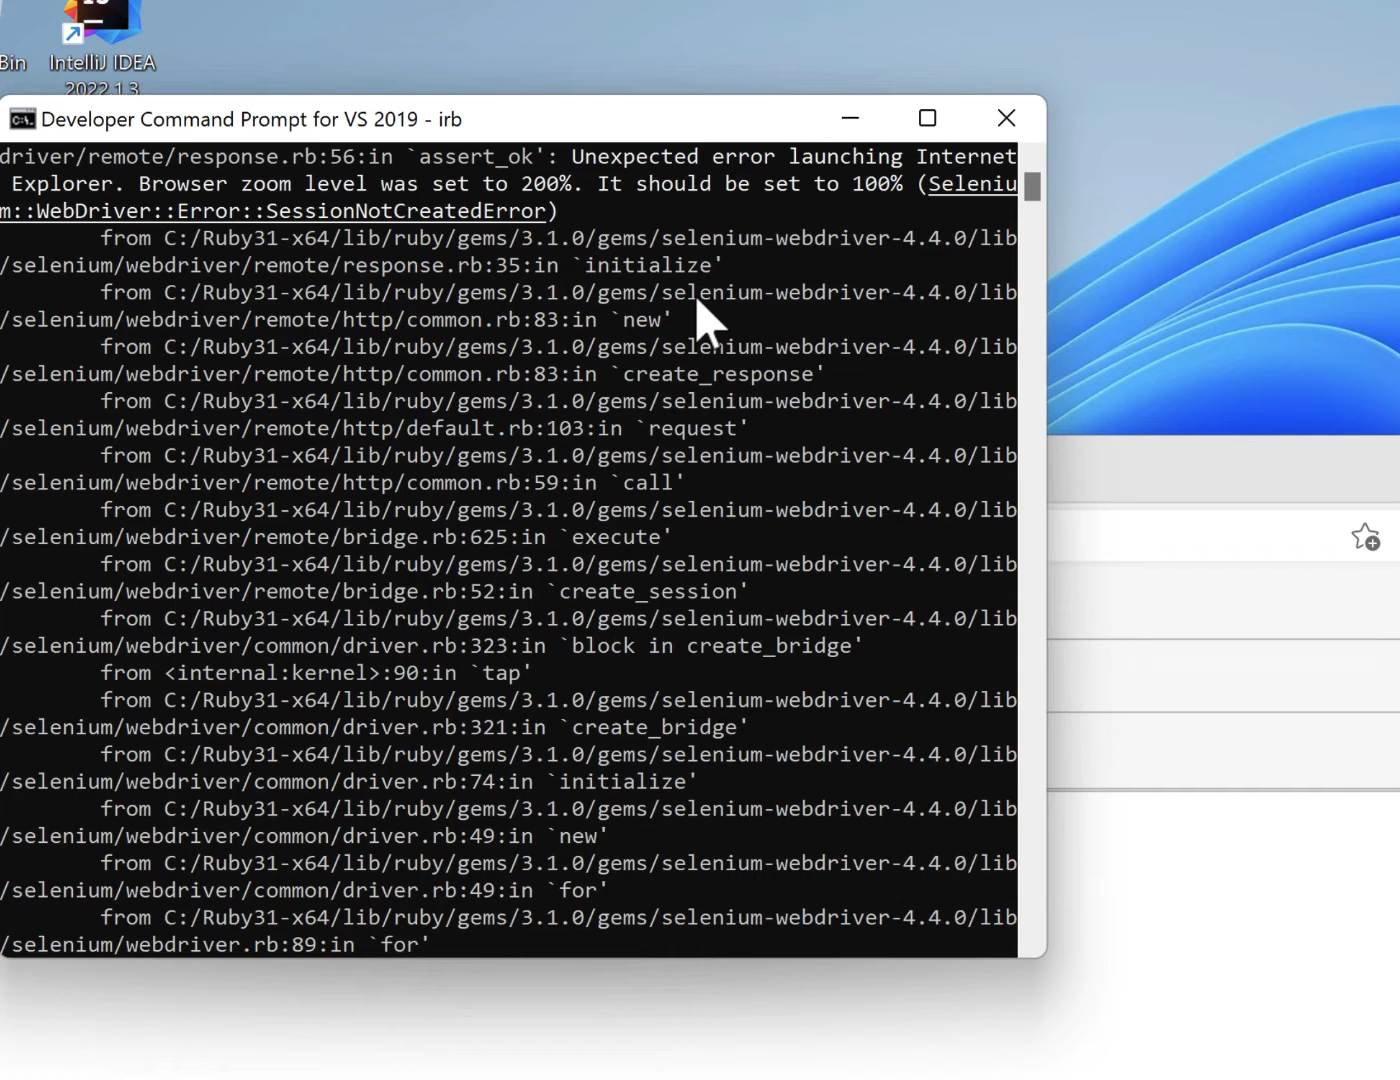 Bin IntelliJ IDEA
2022.1.3
Developer Command Prompt for VS 2019 - irb
driver/remote/response.rb:56:in `assert_ok': Unexpected error launching Internet
Explorer. Browser zoom level was set to 200%. It should be set to 100% (Seleniu
m::WebDriver::Error::SessionNotCreatedError)
from C:/Ruby31-x64/lib/ruby/gems/3.1.0/gems/selenium-webdriver-4.4.0/lib
/selenium/webdriver/remote/response.rb:35:in `initialize'
from C:/Ruby31-x64/lib/ruby/gems/3.1.0/gems/selenium-webdriver-4.4.0/lib
/selenium/webdriver/remote/http/common.rb:83:in `new'
from C:/Ruby31-x64/lib/ruby/gems/3.1.0/gems/selenium-webdriver-4.4.0/lib
/selenium/webdriver/remote/http/common.rb:83:in `create_response'
from C:/Ruby31-x64/lib/ruby/gems/3.1.0/gems/selenium-webdriver-4.4.0/lib
/selenium/webdriver/remote/http/default.rb:103:in `request'
from C:/Ruby31-x64/lib/ruby/gems/3.1.0/gems/selenium-webdriver-4.4.0/lib
/selenium/webdriver/remote/http/common.rb:59:in `call'
from C:/Ruby31-x64/lib/ruby/gems/3.1.0/gems/selenium-webdriver-4.4.0/lib
/selenium/webdriver/remote/bridge.rb:625:in `execute'
from C:/Ruby31-x64/lib/ruby/gems/3.1.0/gems/selenium-webdriver-4.4.0/lib
/selenium/webdriver/remote/bridge.rb:52:in `create_session'
from C:/Ruby31-x64/lib/ruby/gems/3.1.0/gems/selenium-webdriver-4.4.0/lib
/selenium/webdriver/common/driver.rb:323:in `block in create_bridge'
from <internal:kernel>:90:in `tap'
from C:/Ruby31-x64/lib/ruby/gems/3.1.0/gems/selenium-webdriver-4.4.0/lib
/selenium/webdriver/common/driver.rb:321:in `create_bridge'
from C:/Ruby31-x64/lib/ruby/gems/3.1.0/gems/selenium-webdriver-4.4.0/lib
/selenium/webdriver/common/driver.rb:74:in `initialize'
from C:/Ruby31-x64/lib/ruby/gems/3.1.0/gems/selenium-webdriver-4.4.0/lib
/selenium/webdriver/common/driver.rb:49:in `new'
from C:/Ruby31-x64/lib/ruby/gems/3.1.0/gems/selenium-webdriver-4.4.0/lib
/selenium/webdriver/common/driver.rb:49:in `for'
from C:/Ruby31-x64/lib/ruby/gems/3.1.0/gems/selenium-webdriver-4.4.0/lib
/selenium/webdriver.rb:89:in `for'